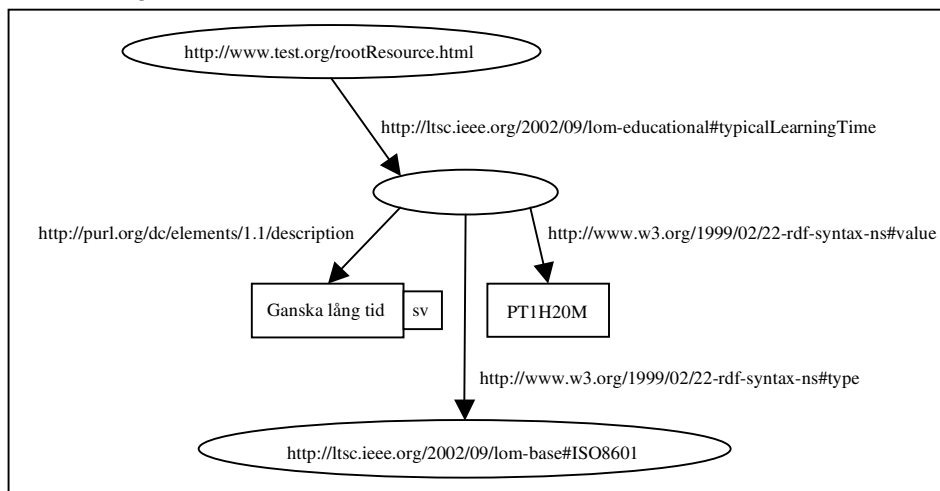 http://www.test.org/rootResource.html
http://ltsc.ieee.org/2002/09/lom-educational#typicalLearningTime
http://purl.org/dc/elements/1.1/description
http://www.w3.org/1999/02/22-rdf-syntax-ns#value
Ganska lång tid
sv
PT1H20M
http://www.w3.org/1999/02/22-rdf-syntax-ns#type
http://ltsc.ieee.org/2002/09/lom-base#ISO8601